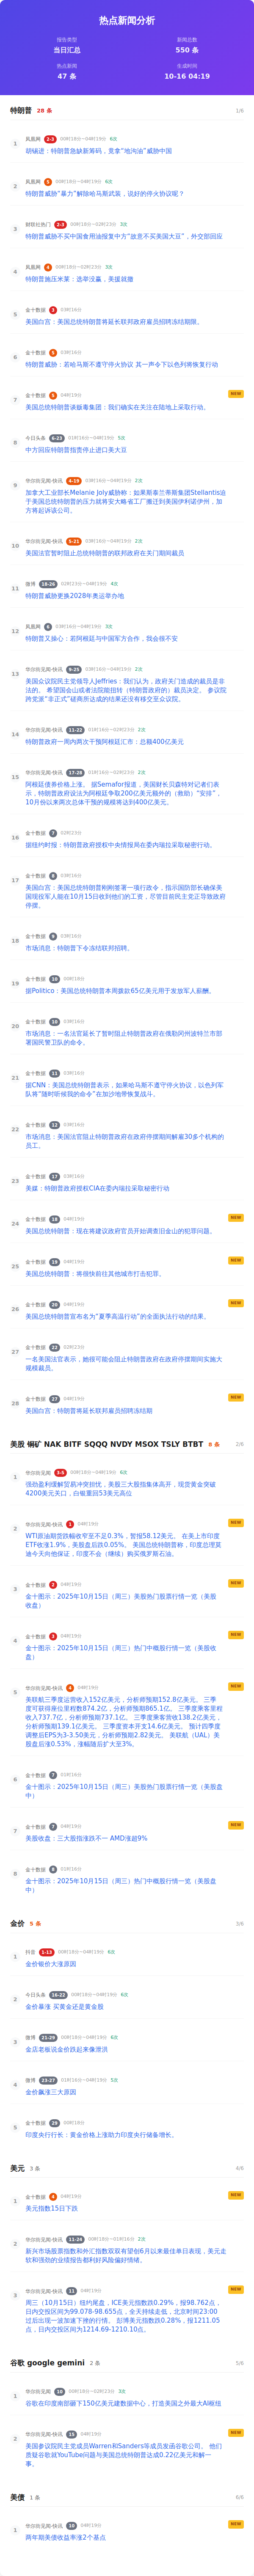 热点新闻分析
报告类型
新闻总数
当日汇总
550 条
热点新闻
生成时间
47 条
10-16 04:19
特朗普 28 条
1/6
1
凤凰网 2-3 00时18分~04时19分 6次
胡锡进：特朗普急缺新筹码，竟拿“地沟油”威胁中国
2
凤凰网 5 00时18分~04时19分 6次
特朗普威胁“暴力”解除哈马斯武装，说好的停火协议呢？
3
财联社热门 2-3 00时18分~02时23分 3次
特朗普威胁不买中国食用油报复中方“故意不买美国大豆”，外交部回应
4
凤凰网 4 00时18分~02时23分 3次
特朗普施压米莱：选举没赢，美援就撤
5
金十数据 3 03时16分
美国白宫：美国总统特朗普将延长联邦政府雇员招聘冻结期限。
6
金十数据 5 03时16分
特朗普威胁：若哈马斯不遵守停火协议 其一声令下以色列将恢复行动
7
金十数据 5 04时19分
NEW
美国总统特朗普谈贩毒集团：我们确实在关注在陆地上采取行动。
8
今日头条 6-23 01时16分~04时19分 5次
中方回应特朗普指责停止进口美大豆
9
华尔街见闻-快讯 4-19 03时16分~04时19分 2次
加拿大工业部长Melanie Joly威胁称：如果斯泰兰蒂斯集团Stellantis迫
于美国总统特朗普的压力就将安大略省工厂搬迁到美国伊利诺伊州，加
方将起诉该公司。
10
华尔街见闻-快讯 5-21 03时16分~04时19分 2次
美国法官暂时阻止总统特朗普的联邦政府在关门期间裁员
11
微博 18-26 02时23分~04时19分 4次
特朗普威胁更换2028年奥运举办地
12
凤凰网 6 03时16分~04时19分 3次
特朗普又操心：若阿根廷与中国军方合作，我会很不安
13
华尔街见闻-快讯 9-25 03时16分~04时19分 2次
美国众议院民主党领导人Jeffries：我们认为，政府关门造成的裁员是非
法的。 希望国会山或者法院能扭转（特朗普政府的）裁员决定。 参议院
跨党派“非正式”磋商所达成的结果还没有移交至众议院。
14
华尔街见闻-快讯 11-22 01时16分~02时23分 2次
特朗普政府一周内两次干预阿根廷汇市：总额400亿美元
15
华尔街见闻-快讯 17-28 01时16分~02时23分 2次
阿根廷债券价格上涨。 据Semafor报道，美国财长贝森特对记者们表
示，特朗普政府设法为阿根廷争取200亿美元额外的（救助）“安排”，
10月份以来两次总体干预的规模将达到400亿美元。
16
金十数据 7 02时23分
据纽约时报：特朗普政府授权中央情报局在委内瑞拉采取秘密行动。
17
金十数据 8 03时16分
美国白宫：美国总统特朗普刚刚签署一项行政令，指示国防部长确保美
国现役军人能在10月15日收到他们的工资，尽管目前民主党正导致政府
停摆。
18
金十数据 9 03时16分
市场消息：特朗普下令冻结联邦招聘。
19
金十数据 10 00时18分
据Politico：美国总统特朗普本周拨款65亿美元用于发放军人薪酬。
20
金十数据 10 03时16分
市场消息：一名法官延长了暂时阻止特朗普政府在俄勒冈州波特兰市部
署国民警卫队的命令。
21
金十数据 11 03时16分
据CNN：美国总统特朗普表示，如果哈马斯不遵守停火协议，以色列军
队将“随时听候我的命令”在加沙地带恢复战斗。
22
金十数据 12 03时16分
市场消息：美国法官阻止特朗普政府在政府停摆期间解雇30多个机构的
员工。
23
金十数据 17 03时16分
美媒：特朗普政府授权CIA在委内瑞拉采取秘密行动
24
金十数据 18 04时19分
NEW
美国总统特朗普：现在将建议政府官员开始调查旧金山的犯罪问题。
25
金十数据 19 04时19分
NEW
美国总统特朗普：将很快前往其他城市打击犯罪。
26
金十数据 20 04时19分
NEW
美国总统特朗普宣布名为“夏季高温行动”的全面执法行动的结果。
27
金十数据 22 02时23分
一名美国法官表示，她很可能会阻止特朗普政府在政府停摆期间实施大
规模裁员。
28
金十数据 27 04时19分
NEW
美国白宫：特朗普将延长联邦雇员招聘冻结期
美股 铜矿 NAK BITF SQQQ NVDY MSOX TSLY BTBT 8 条
2/6
1
华尔街见闻 3-5 00时18分~04时19分 6次
强劲盈利缓解贸易冲突担忧，美股三大股指集体高开，现货黄金突破
4200美元关口，白银重回53美元高位
2
华尔街见闻-快讯 1 04时19分
NEW
WTI原油期货跌幅收窄至不足0.3%，暂报58.12美元。 在美上市印度
ETF收涨1.9%，美股盘后跌0.05%。 美国总统特朗普称，印度总理莫
迪今天向他保证，印度不会（继续）购买俄罗斯石油。
3
金十数据 2 04时19分
NEW
金十图示：2025年10月15日（周三）美股热门股票行情一览（美股
收盘）
4
金十数据 3 04时19分
NEW
金十图示：2025年10月15日（周三）热门中概股行情一览（美股收
盘）
5
华尔街见闻-快讯 4 04时19分
NEW
美联航三季度运营收入152亿美元，分析师预期152.8亿美元。 三季
度可获得座位里程数874.2亿，分析师预期865.1亿。 三季度乘客里程
收入737.7亿，分析师预期737.1亿。 三季度乘客营收138.2亿美元，
分析师预期139.1亿美元。 三季度资本开支14.6亿美元。 预计四季度
调整后EPS为3-3.50美元，分析师预期2.82美元。 美联航（UAL）美
股盘后涨0.53%，涨幅随后扩大至3%。
6
金十数据 7 01时16分
金十图示：2025年10月15日（周三）美股热门股票行情一览（美股盘
中）
7
金十数据 7 04时19分
NEW
美股收盘：三大股指涨跌不一 AMD涨超9%
8
金十数据 8 01时16分
金十图示：2025年10月15日（周三）热门中概股行情一览（美股盘
中）
金价 5 条
3/6
1
抖音 1-13 00时18分~04时19分 6次
金价银价大涨原因
2
今日头条 16-22 00时18分~04时19分 6次
金价暴涨 买黄金还是黄金股
3
微博 21-29 00时18分~04时19分 6次
金店老板说金价跌起来像泄洪
4
微博 23-27 01时16分~04时19分 5次
金价飙涨三大原因
5
金十数据 29 00时18分
印度央行行长：黄金价格上涨助力印度央行储备增长。
美元 3 条
4/6
1
金十数据 4 04时19分
NEW
美元指数15日下跌
2
华尔街见闻-快讯 11-26 00时18分~01时16分 2次
新兴市场股票指数和外汇指数双双有望创6月以来最佳单日表现，美元走
软和强劲的业绩报告都利好风险偏好情绪。
3
华尔街见闻-快讯 11 04时19分
NEW
周三（10月15日）纽约尾盘，ICE美元指数跌0.29%，报98.762点，
日内交投区间为99.078-98.655点，全天持续走低，北京时间23:00
过后出现一波加速下挫的行情。 彭博美元指数跌0.28%，报1211.05
点，日内交投区间为1214.69-1210.10点。
谷歌 google gemini 2 条
5/6
1
华尔街见闻 10 00时18分~02时23分 3次
谷歌在印度南部砸下150亿美元建数据中心，打造美国之外最大AI枢纽
2
华尔街见闻-快讯 15 04时19分
NEW
美国参议院民主党成员Warren和Sanders等成员发函谷歌公司。 他们
质疑谷歌就YouTube问题与美国总统特朗普达成0.22亿美元和解一
事。
美债 1 条
6/6
1
华尔街见闻-快讯 10 04时19分
NEW
两年期美债收益率涨2个基点